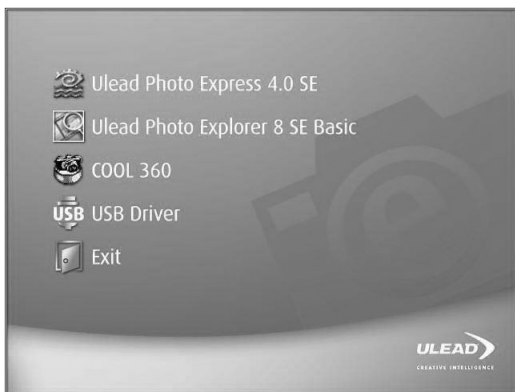 Ulead Photo Express 4.0 SE
Ulead Photo Explorer 8 SE Basic
COOL 360
USB USB Driver
Exit
ULEAD
CREATIVE INTELLIGENCE